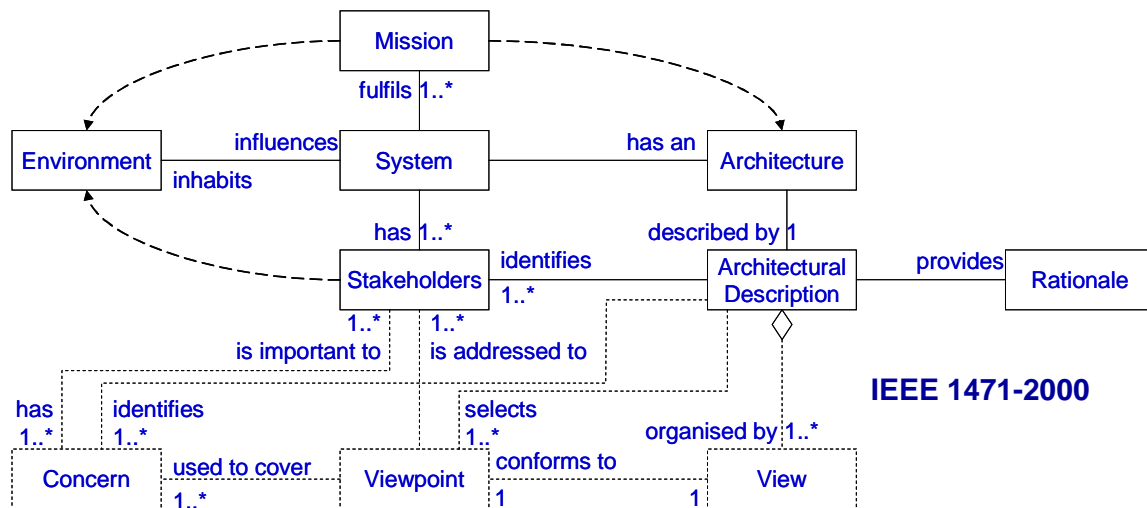 Mission
fulfils 1..*
Environment
influences
inhabits
System
has an
Architecture
has 1..*
described by 1
Stakeholders
identifies
1..*
Architectural
Description
provides
Rationale
1..*
1..*
is important to
is addressed to
IEEE 1471-2000
has
1..*
identifies
1..*
selects
1..*
organised by 1..*
Concern
used to cover
1..*
Viewpoint
conforms to
1
1
View